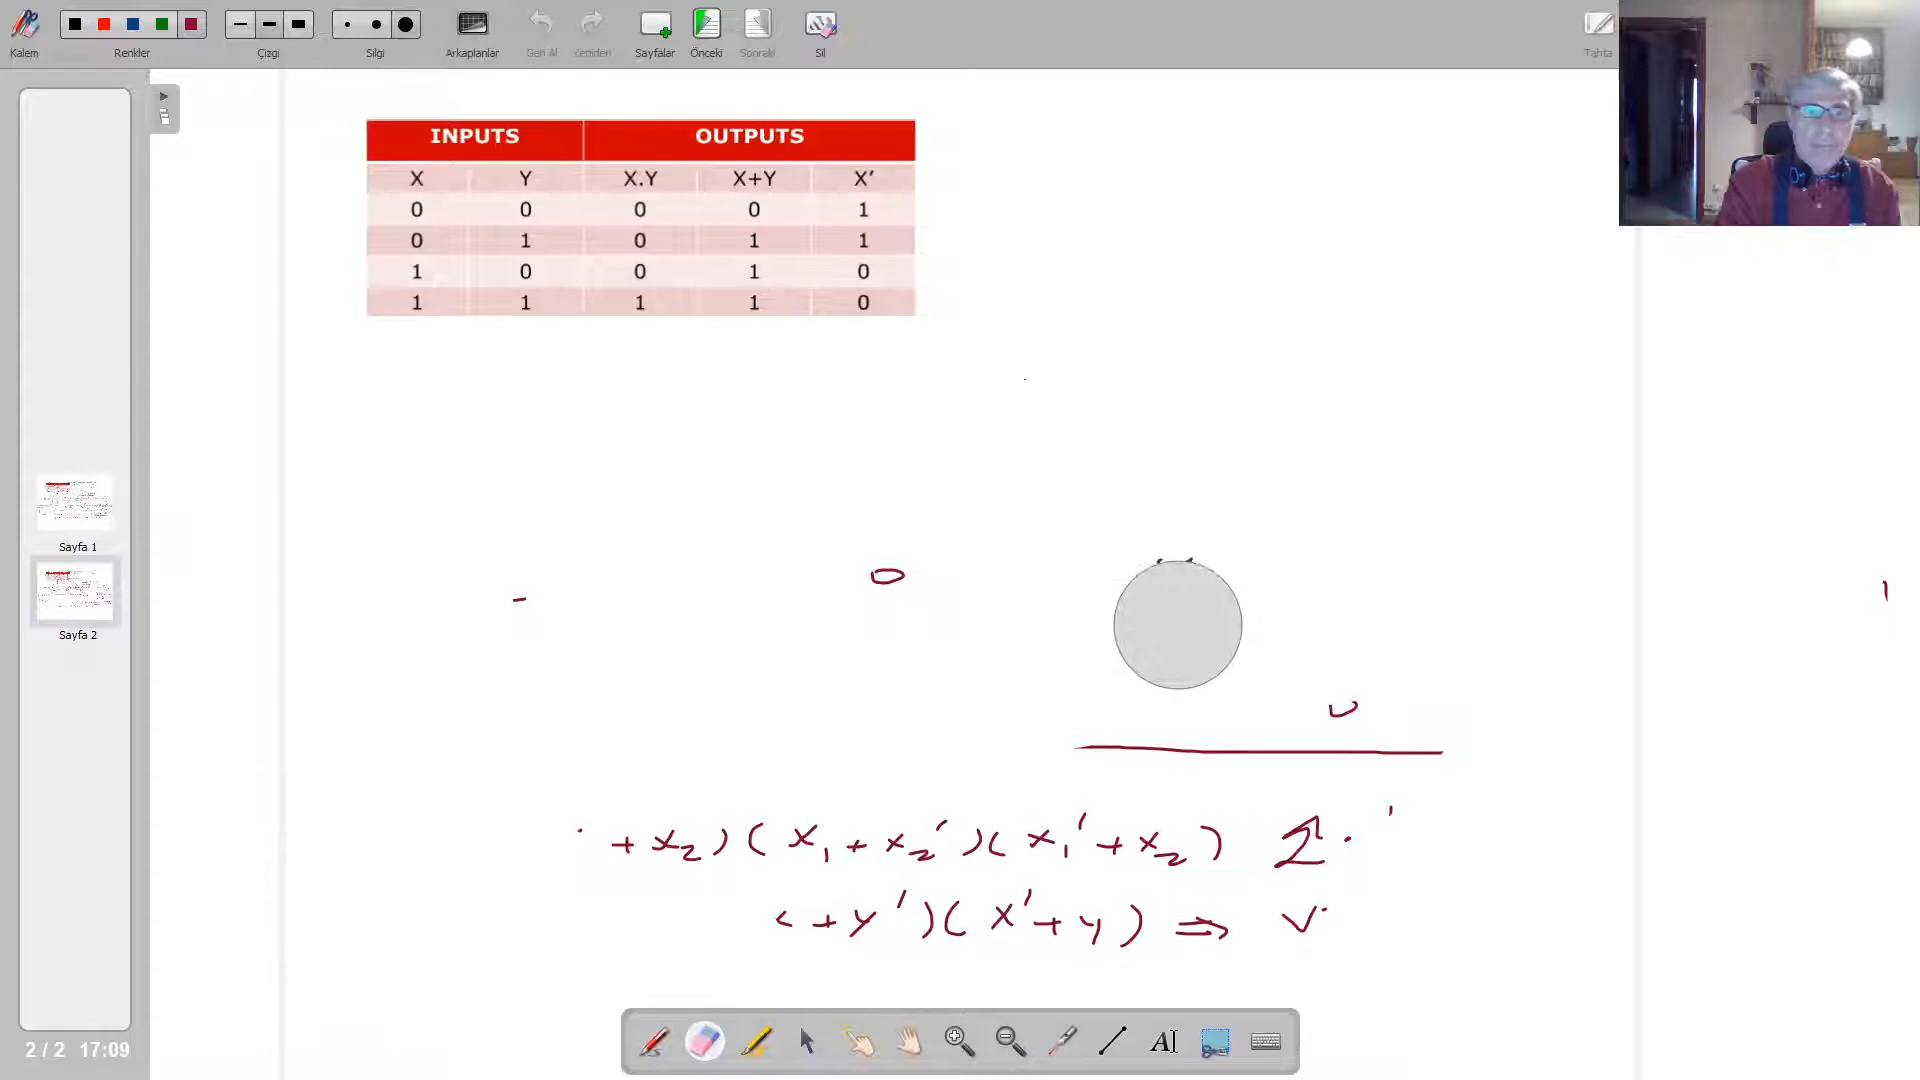 Kalem
Renkler
Çizgi
Silgi
Arkaplanlar
Geri Al
Yenilen
Sayfalar
Önceki
Sonraki
Sil
Tahta
INPUTS OUTPUTS
X Y X.Y X+Y X′
0 0 0 0 1
0 1 0 1 1
1 0 0 1 0
1 1 1 1 0
Sayfa 1
Sayfa 2
+ x₂)(x₁ + x₂′)(x₁′ + x₂)
+ y′)(x′ + y) ⇒
2 / 2 17:09